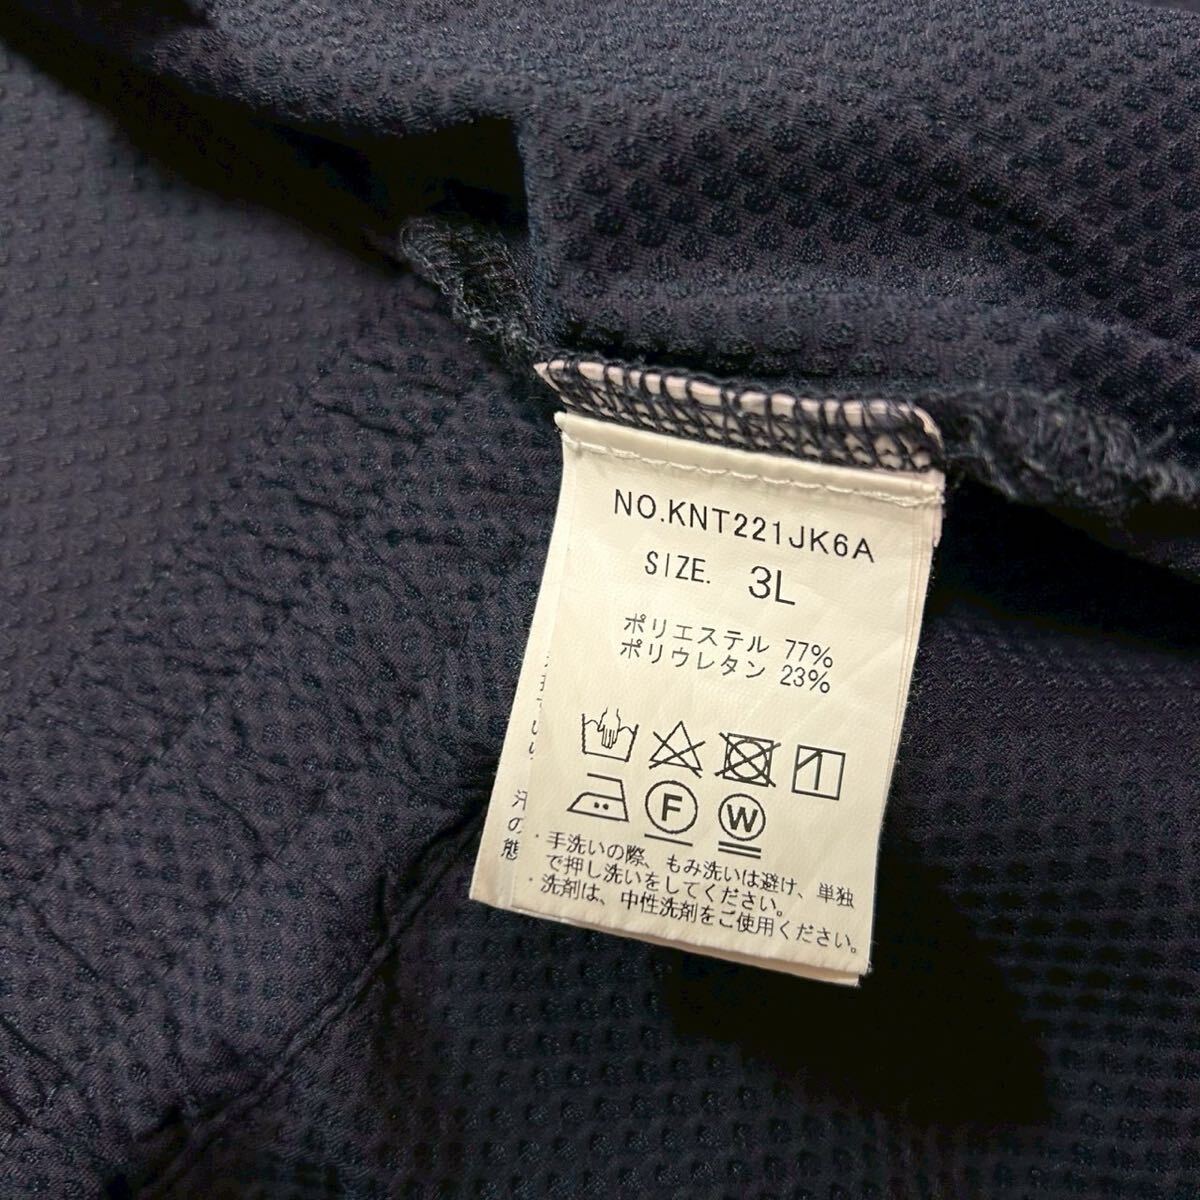 NO.KNT221JK6A
SIZE. 3L
ポリエステル 77%
ポリウレタン 23%
F
W
・手洗いの際、もみ洗いは避け、単独
で押し洗いをしてください。
・洗剤は、中性洗剤をご使用ください。
汗
の
態